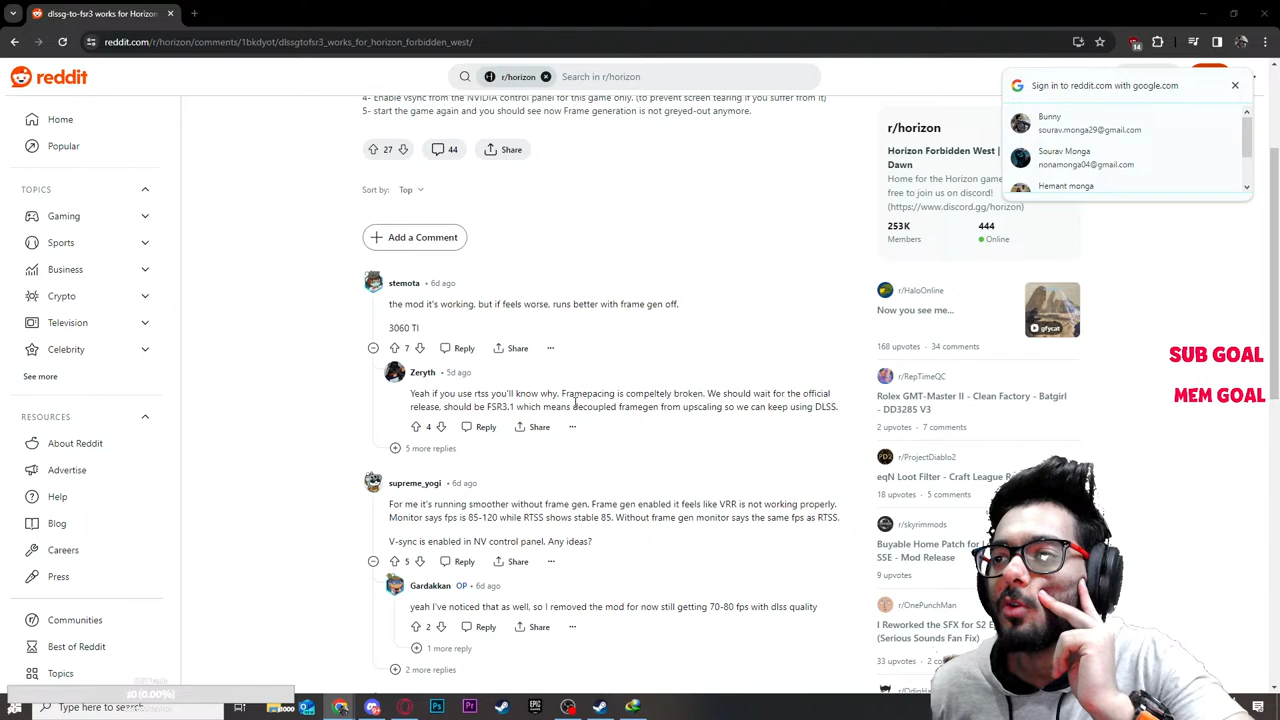 dlssg-to-fsr3 works for Horizon
reddit.com/r/horizon/comments/1bkdyot/dlssgtofsr3_works_for_horizon_forbidden_west/
14
reddit
r/horizon
Search in r/horizon
Sign in to reddit.com with google.com
Bunny
sourav.monga29@gmail.com
Sourav Monga
nonamonga04@gmail.com
Hemant monga
Home
Popular
TOPICS
Gaming
Sports
Business
Crypto
Television
Celebrity
See more
RESOURCES
About Reddit
Advertise
Help
Blog
Careers
Press
Communities
Best of Reddit
Topics
4- Enable vsync from the NVIDIA control panel for this game only. (to prevent screen tearing if you suffer from it)
5- start the game again and you should see now Frame generation is not greyed-out anymore.
27
44
Share
Sort by: Top
Add a Comment
stemota • 6d ago
the mod it's working, but if feels worse, runs better with frame gen off.
3060 TI
7 Reply Share
Zeryth • 5d ago
Yeah if you use rtss you'll know why. Framepacing is compeltely broken. We should wait for the official
release, should be FSR3.1 which means decoupled framegen from upscaling so we can keep using DLSS.
4 Reply Share
5 more replies
supreme_yogi • 6d ago
For me it's running smoother without frame gen. Frame gen enabled it feels like VRR is not working properly.
Monitor says fps is 85-120 while RTSS shows stable 85. Without frame gen monitor says the same fps as RTSS.
V-sync is enabled in NV control panel. Any ideas?
5 Reply Share
Gardakkan OP • 6d ago
yeah I've noticed that as well, so I removed the mod for now still getting 70-80 fps with dlss quality
2 Reply Share
1 more reply
2 more replies
r/horizon
Horizon Forbidden West |
Dawn
Home for the Horizon game
free to join us on discord!
(https://www.discord.gg/horizon)
253K
444
Members
Online
r/HaloOnline
Now you see me...
gfycat
168 upvotes · 34 comments
r/RepTimeQC
Rolex GMT-Master II - Clean Factory - Batgirl
- DD3285 V3
2 upvotes · 7 comments
r/ProjectDiablo2
eqN Loot Filter - Craft League
18 upvotes · 5 comments
r/skyrimmods
Buyable Home Patch for
SSE - Mod Release
9 upvotes
r/OnePunchMan
I Reworked the SFX for S2
(Serious Sounds Fan Fix)
33 upvotes
SUB GOAL
MEM GOAL
0 (0.00%)
Type here to search